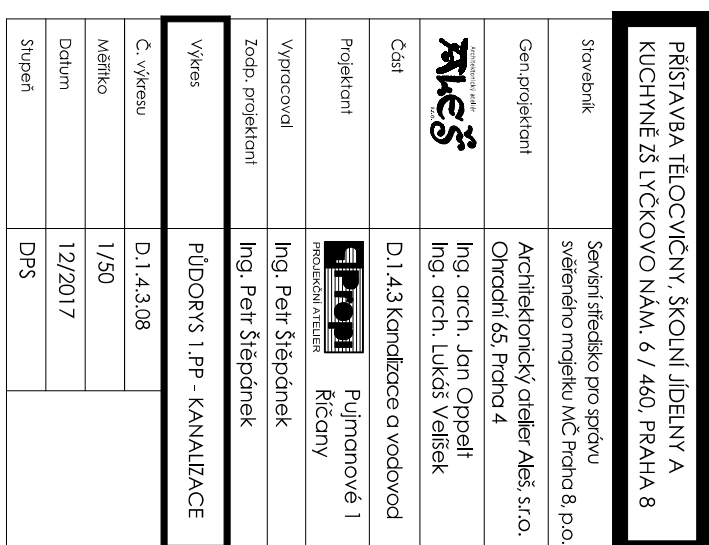 PŘÍSTAVBA TĚLOCVIČNY, ŠKOLNÍ JÍDELNY A
KUCHYNĚ ZŠ LYČKOVO NÁM. 6 / 460, PRAHA 8
Stavebník
Servisní středisko pro správu
svěřeného majetku MČ Praha 8, p.o.
Gen.projektant
Architektonický atelier Aleš, s.r.o.
Ohradní 65, Praha 4
Architektonický ateliér
ALEŠ
s.r.o.
Ing. arch. Jan Oppelt
Ing. arch. Lukáš Velíšek
Část
D.1.4.3 Kanalizace a vodovod
Projektant
Propi
PROJEKČNÍ ATELIER
Pujmanové 1
Říčany
Vypracoval
Ing. Petr Štěpánek
Zodp. projektant
Ing. Petr Štěpánek
Výkres
PŮDORYS 1.PP - KANALIZACE
Č. výkresu
D.1.4.3.08
Měřítko
1/50
Datum
12/2017
Stupeň
DPS